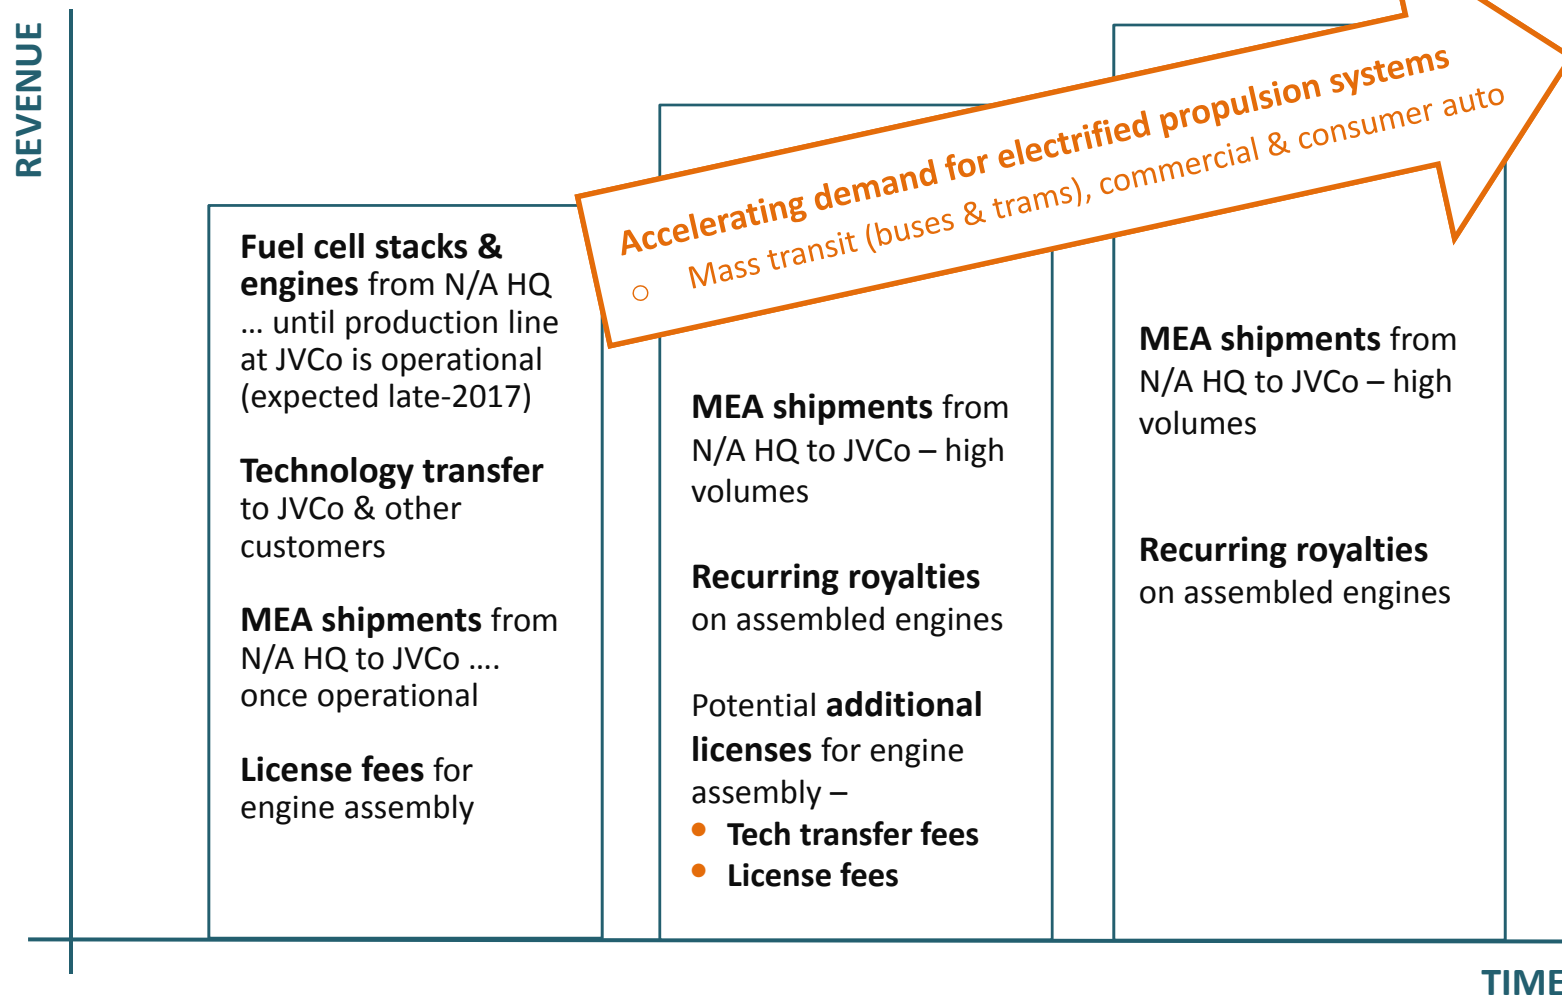 REVENUE
Accelerating demand for electrified propulsion systems
○ Mass transit (buses & trams), commercial & consumer auto
Fuel cell stacks &
engines from N/A HQ
… until production line
at JVCo is operational
(expected late-2017)
Technology transfer
to JVCo & other
customers
MEA shipments from
N/A HQ to JVCo ….
once operational
License fees for
engine assembly
MEA shipments from
N/A HQ to JVCo – high
volumes
Recurring royalties
on assembled engines
Potential additional
licenses for engine
assembly –
• Tech transfer fees
• License fees
MEA shipments from
N/A HQ to JVCo – high
volumes
Recurring royalties
on assembled engines
TIME